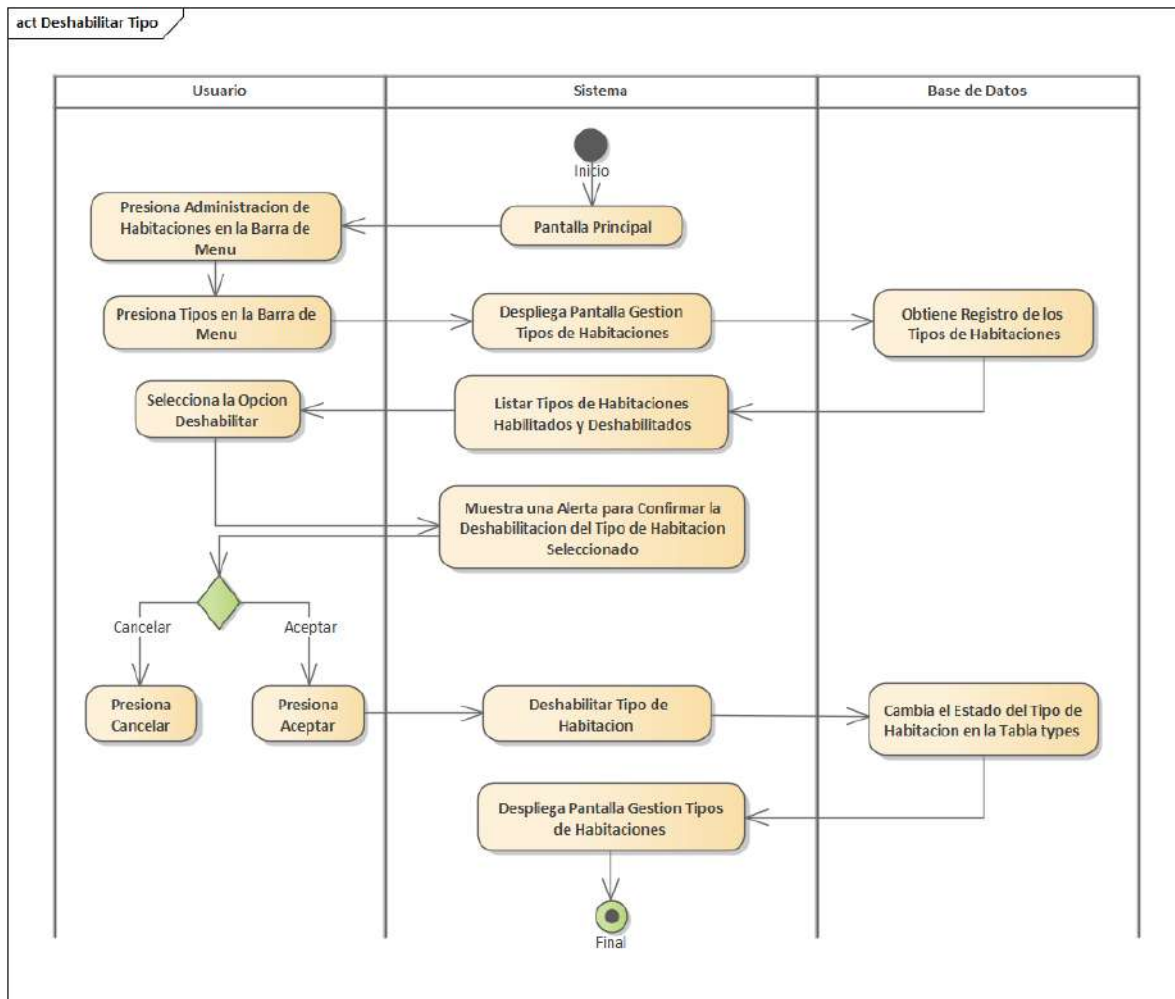 act Deshabilitar Tipo
Usuario
Sistema
Base de Datos
Inicio
Presiona Administracion de
Habitaciones en la Barra de
Menu
Pantalla Principal
Presiona Tipos en la Barra de
Menu
Despliega Pantalla Gestion
Tipos de Habitaciones
Obtiene Registro de los
Tipos de Habitaciones
Selecciona la Opcion
Deshabilitar
Listar Tipos de Habitaciones
Habilitados y Deshabilitados
Muestra una Alerta para Confirmar la
Deshabilitacion del Tipo de Habitacion
Seleccionado
Cancelar
Aceptar
Presiona
Cancelar
Presiona
Aceptar
Deshabilitar Tipo de
Habitacion
Cambia el Estado del Tipo de
Habitacion en la Tabla types
Despliega Pantalla Gestion Tipos
de Habitaciones
Final